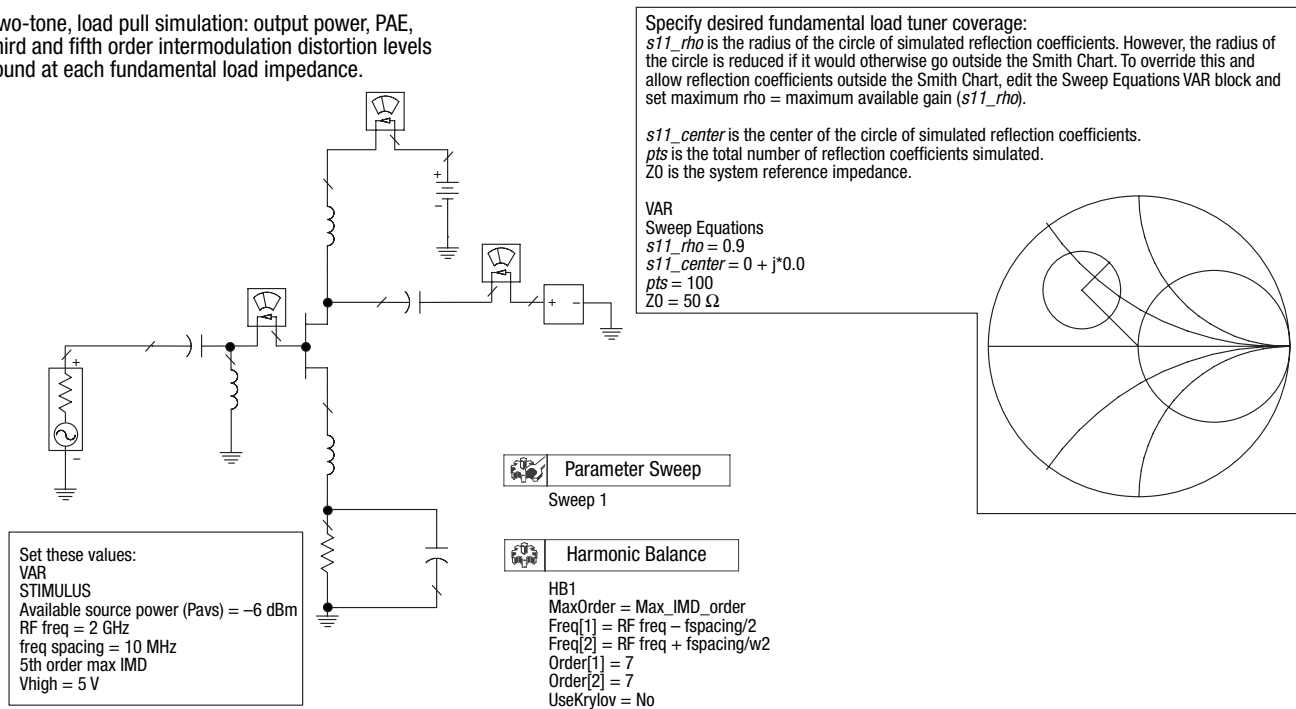 wo-tone, load pull simulation: output power, PAE,
hird and fifth order intermodulation distortion levels
ound at each fundamental load impedance.
Specify desired fundamental load tuner coverage:
s11_rho is the radius of the circle of simulated reflection coefficients. However, the radius of
the circle is reduced if it would otherwise go outside the Smith Chart. To override this and
allow reflection coefficients outside the Smith Chart, edit the Sweep Equations VAR block and
set maximum rho = maximum available gain (s11_rho).
s11_center is the center of the circle of simulated reflection coefficients.
pts is the total number of reflection coefficients simulated.
Z0 is the system reference impedance.
VAR
Sweep Equations
s11_rho = 0.9
s11_center = 0 + j*0.0
pts = 100
Z0 = 50 Ω
+
–
+ –
+
–
Parameter Sweep
Sweep 1
Harmonic Balance
HB1
MaxOrder = Max_IMD_order
Freq[1] = RF freq – fspacing/2
Freq[2] = RF freq + fspacing/w2
Order[1] = 7
Order[2] = 7
UseKrylov = No
Set these values:
VAR
STIMULUS
Available source power (Pavs) = –6 dBm
RF freq = 2 GHz
freq spacing = 10 MHz
5th order max IMD
Vhigh = 5 V